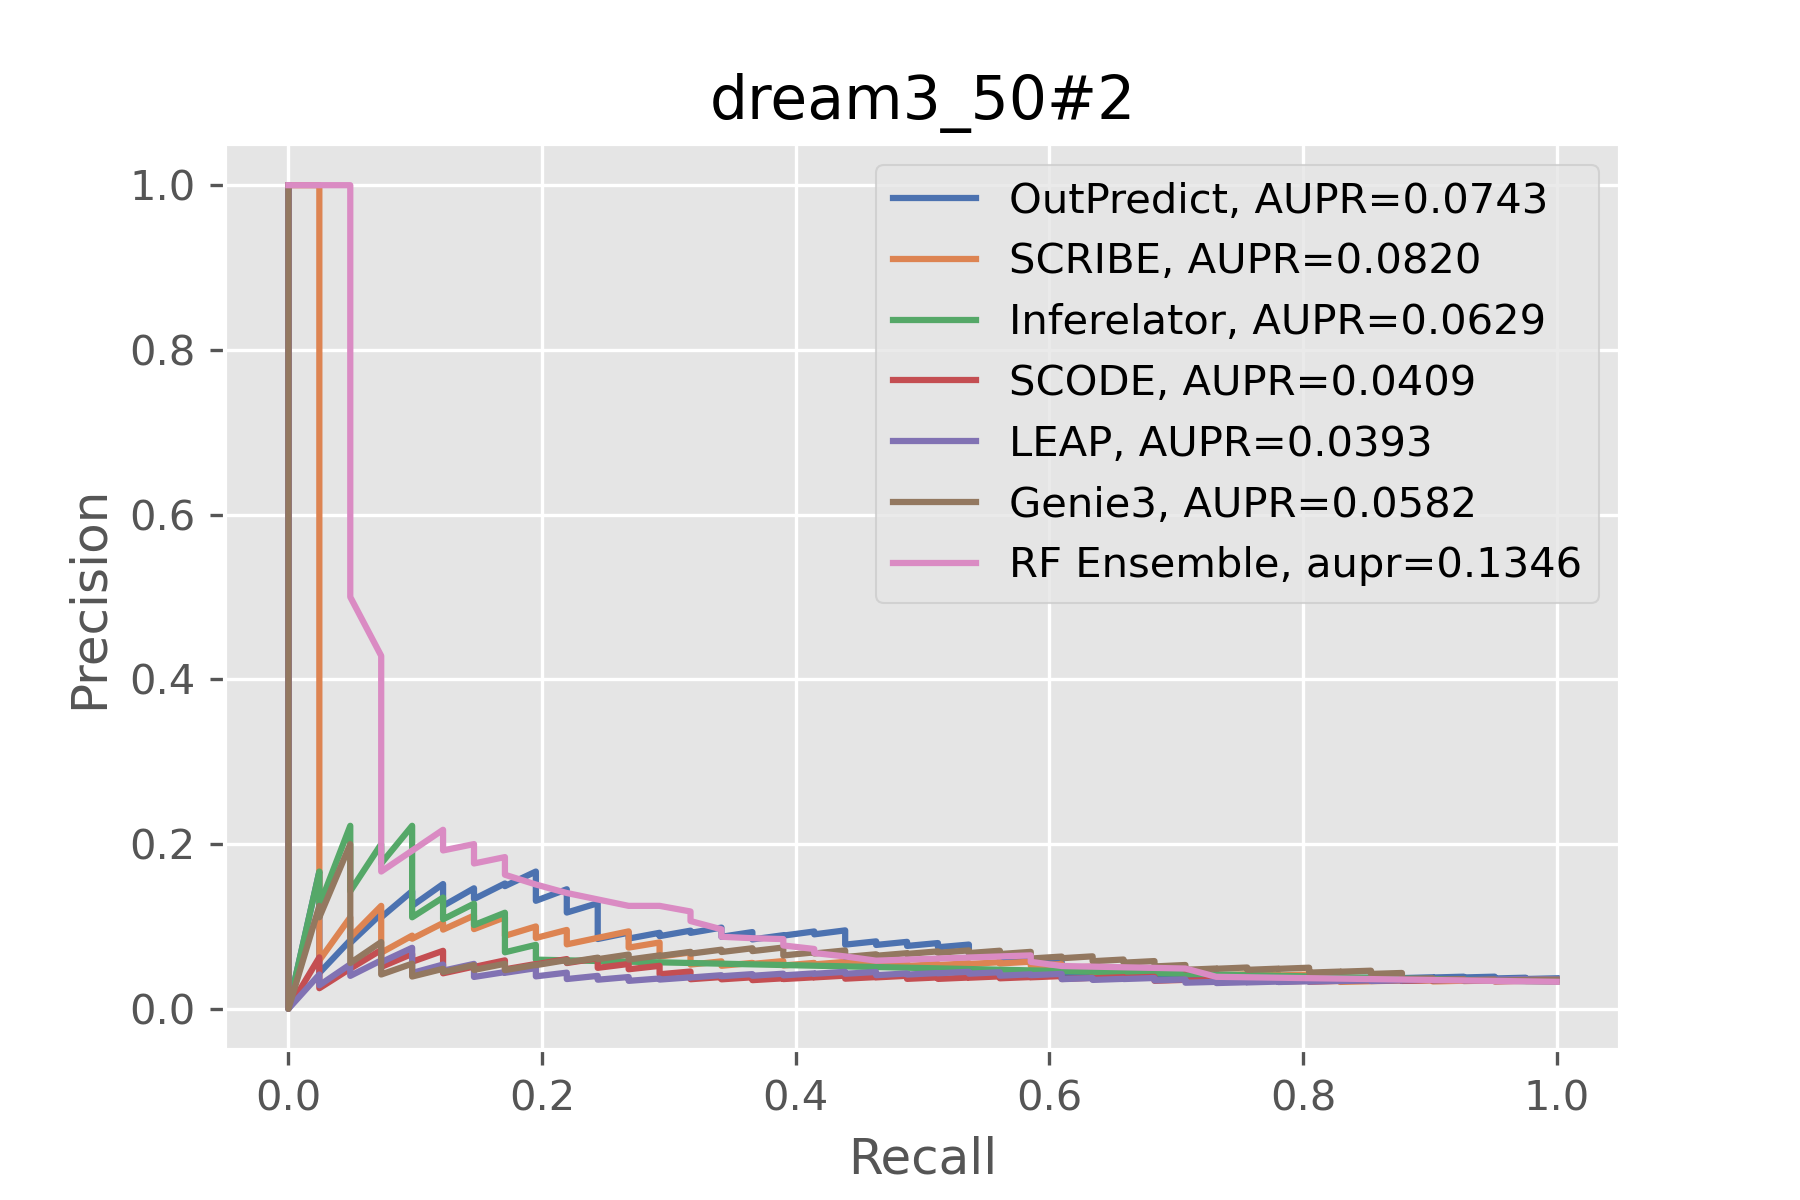 dream3_50#2
1.0
0.8
0.6
0.4
0.2
0.0
Precision
OutPredict, AUPR=0.0743
SCRIBE, AUPR=0.0820
Inferelator, AUPR=0.0629
SCODE, AUPR=0.0409
LEAP, AUPR=0.0393
Genie3, AUPR=0.0582
RF Ensemble, aupr=0.1346
0.0 0.2 0.4 0.6 0.8 1.0
Recall